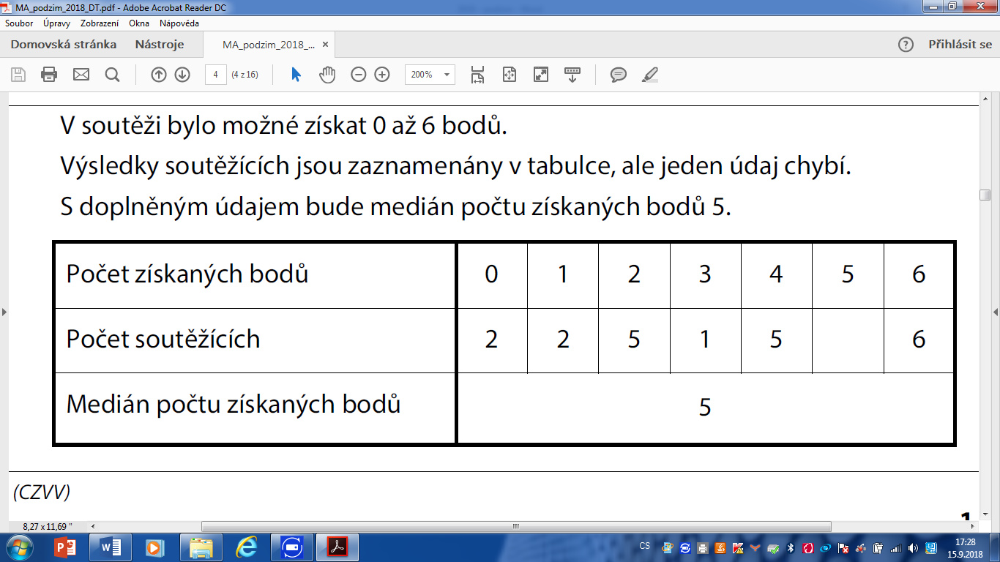 MA_podzim_2018_DT.pdf - Adobe Acrobat Reader DC
Soubor Úpravy Zobrazení Okna Nápověda
Domovská stránka Nástroje MA_podzim_2018_... × ? Přihlásit se
4 (4 z 16) 200%
V soutěži bylo možné získat 0 až 6 bodů.
Výsledky soutěžících jsou zaznamenány v tabulce, ale jeden údaj chybí.
S doplněným údajem bude medián počtu získaných bodů 5.
Počet získaných bodů 0 1 2 3 4 5 6
Počet soutěžících 2 2 5 1 5 6
Medián počtu získaných bodů 5
(CZVV)
8,27 x 11,69 "
CS 17:28
15.9.2018